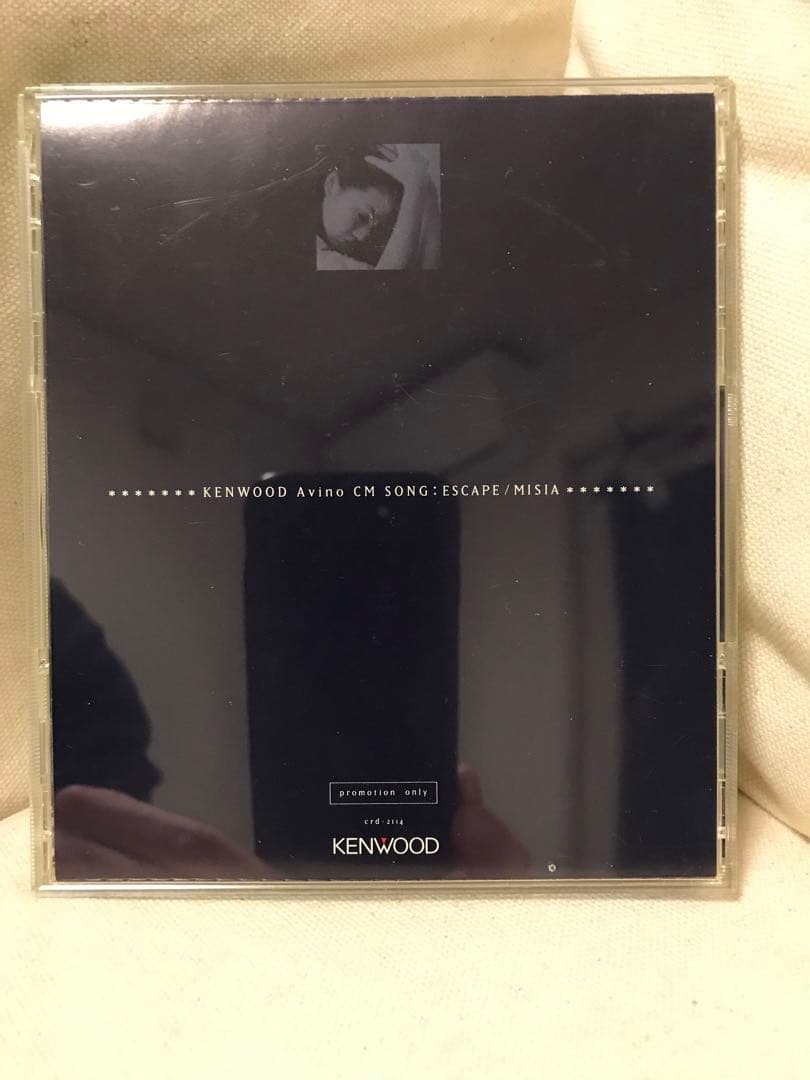 ******* KENWOOD Avino CM SONG:ESCAPE/MISIA *******
promotion only
crd-2114
KENWOOD